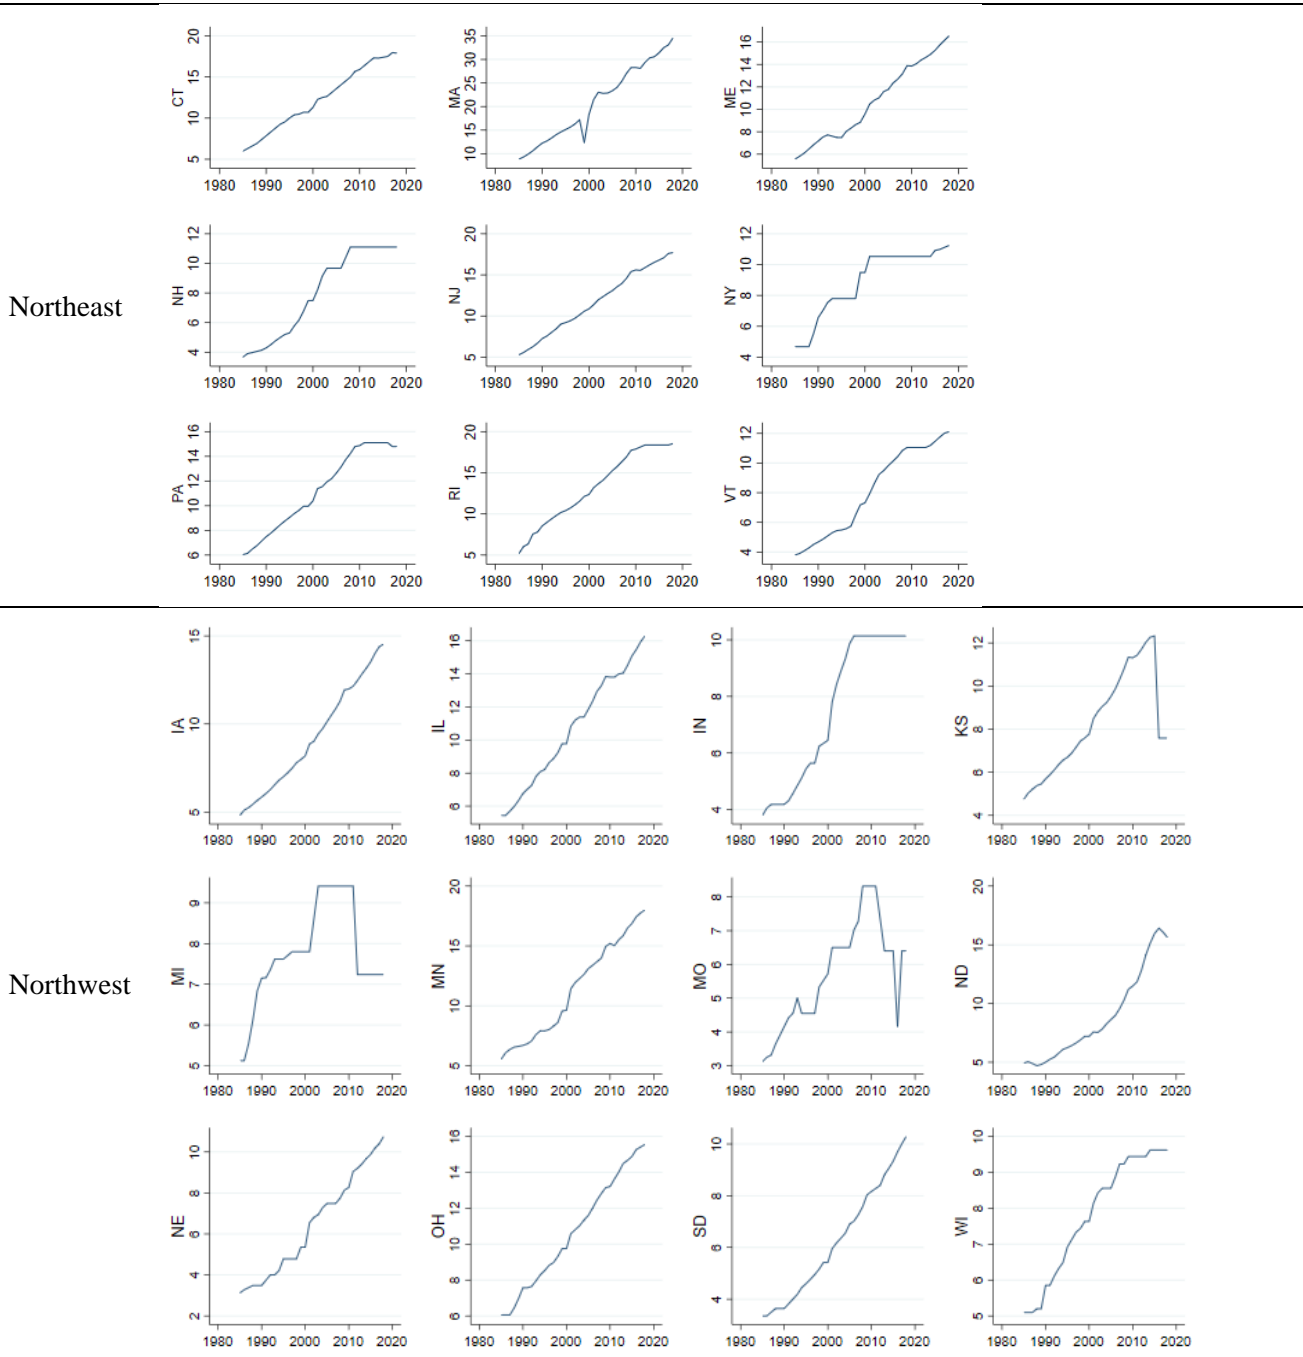 Northeast
CT
5 10 15 20
1980 1990 2000 2010 2020
MA
10 15 20 25 30 35
1980 1990 2000 2010 2020
ME
6 8 10 12 14 16
1980 1990 2000 2010 2020
NH
4 6 8 10 12
1980 1990 2000 2010 2020
NJ
5 10 15 20
1980 1990 2000 2010 2020
NY
4 6 8 10 12
1980 1990 2000 2010 2020
PA
6 8 10 12 14 16
1980 1990 2000 2010 2020
RI
5 10 15 20
1980 1990 2000 2010 2020
VT
4 6 8 10 12
1980 1990 2000 2010 2020
Northwest
IA
5 10 15
1980 1990 2000 2010 2020
IL
6 8 10 12 14 16
1980 1990 2000 2010 2020
IN
4 6 8 10
1980 1990 2000 2010 2020
KS
4 6 8 10 12
1980 1990 2000 2010 2020
MI
5 6 7 8 9
1980 1990 2000 2010 2020
MN
5 10 15 20
1980 1990 2000 2010 2020
MO
3 4 5 6 7 8
1980 1990 2000 2010 2020
ND
5 10 15 20
1980 1990 2000 2010 2020
NE
2 4 6 8 10
1980 1990 2000 2010 2020
OH
6 8 10 12 14 16
1980 1990 2000 2010 2020
SD
4 6 8 10
1980 1990 2000 2010 2020
WI
5 6 7 8 9 10
1980 1990 2000 2010 2020